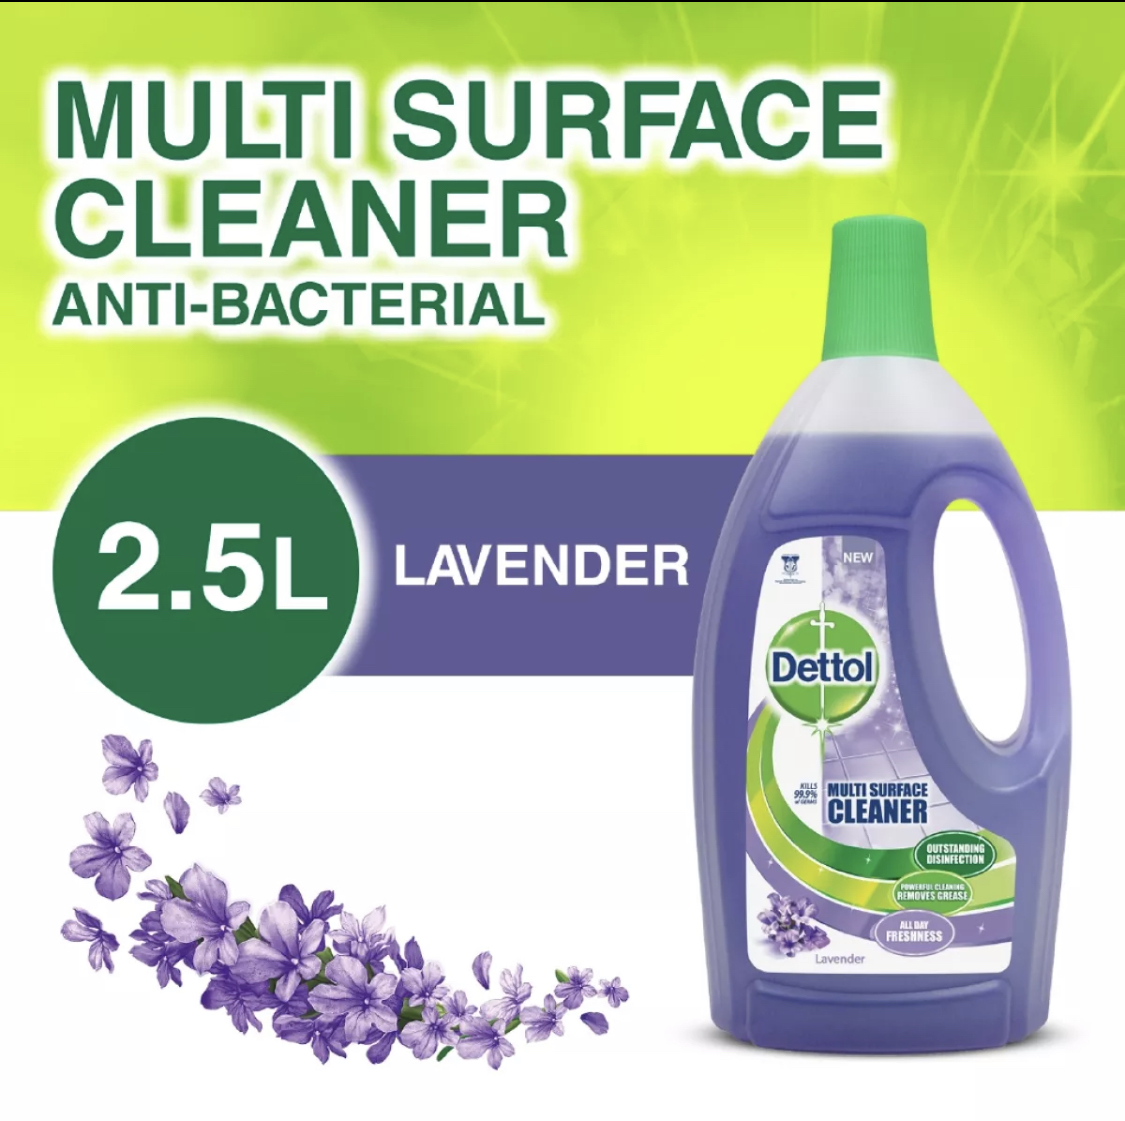 MULTI SURFACE
CLEANER
ANTI-BACTERIAL
2.5L
LAVENDER
NEW
Dettol
KILLS
99.9%
of GERMS
MULTI SURFACE
CLEANER
OUTSTANDING
DISINFECTION
POWERFUL CLEANING
REMOVES GREASE
ALL DAY
FRESHNESS
Lavender